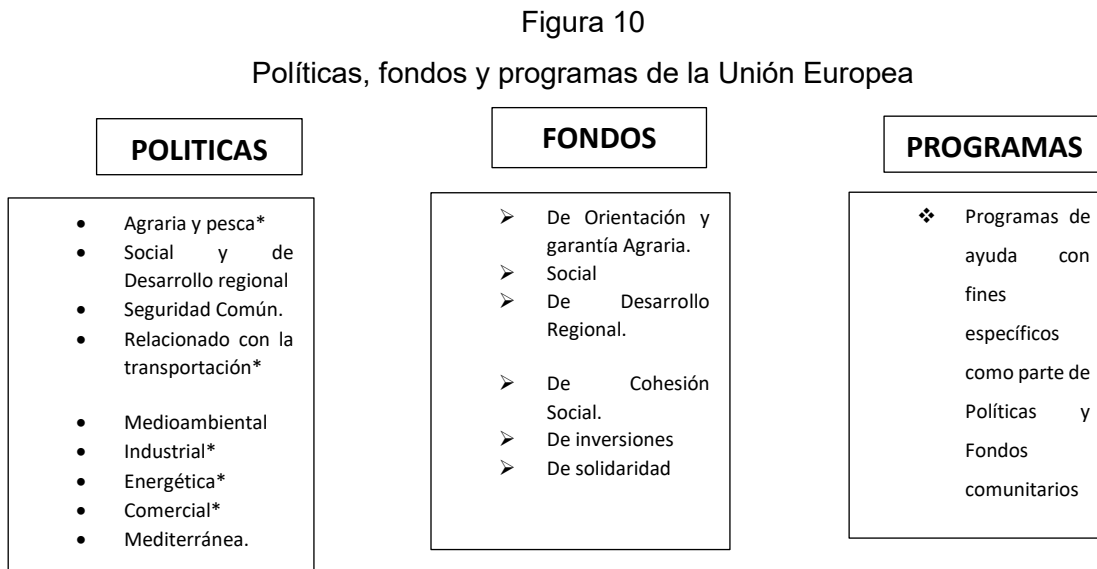 Figura 10
Políticas, fondos y programas de la Unión Europea
POLITICAS
• Agraria y pesca*
• Social y de
Desarrollo regional
• Seguridad Común.
• Relacionado con la
transportación*
• Medioambiental
• Industrial*
• Energética*
• Comercial*
• Mediterránea.
FONDOS
➢ De Orientación y
garantía Agraria.
➢ Social
➢ De Desarrollo
Regional.
➢ De Cohesión
Social.
➢ De inversiones
➢ De solidaridad
PROGRAMAS
❖ Programas de
ayuda con
fines
específicos
como parte de
Políticas y
Fondos
comunitarios